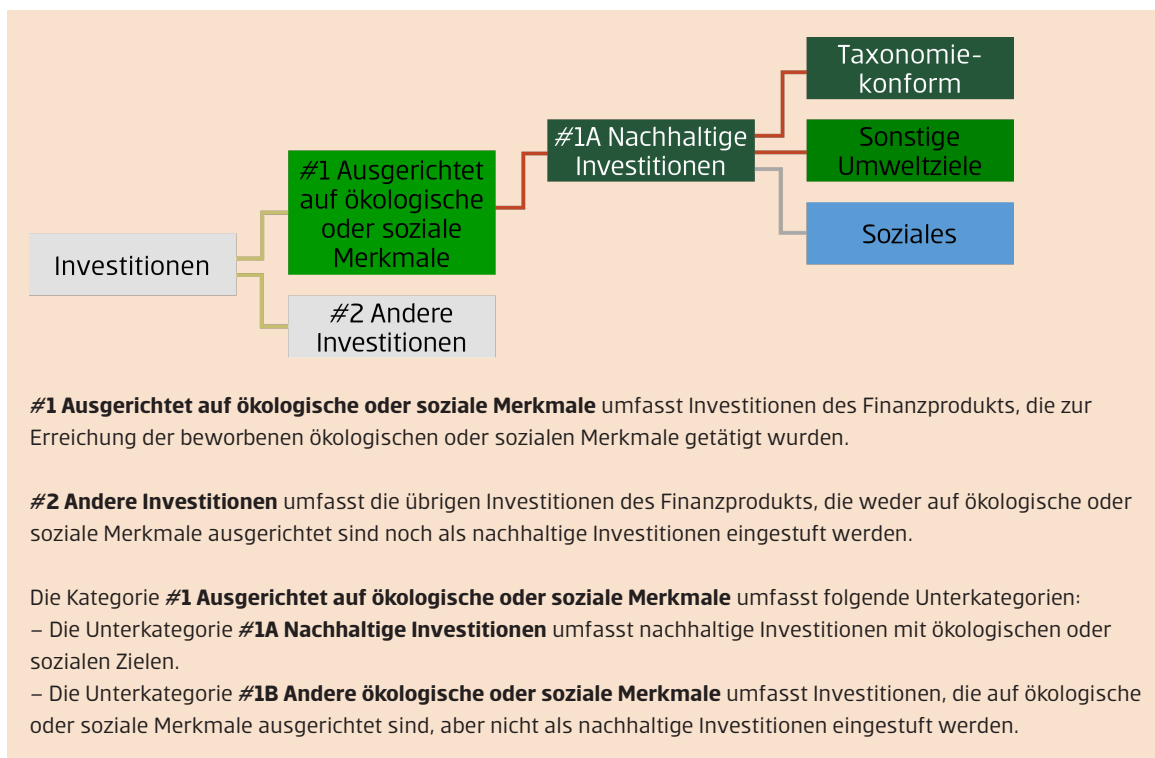 Taxonomie-
konform
#1A Nachhaltige
Investitionen
Sonstige
Umweltziele
#1 Ausgerichtet
auf ökologische
oder soziale
Merkmale
Soziales
Investitionen
#2 Andere
Investitionen
#1 Ausgerichtet auf ökologische oder soziale Merkmale umfasst Investitionen des Finanzprodukts, die zur
Erreichung der beworbenen ökologischen oder sozialen Merkmale getätigt wurden.
#2 Andere Investitionen umfasst die übrigen Investitionen des Finanzprodukts, die weder auf ökologische oder
soziale Merkmale ausgerichtet sind noch als nachhaltige Investitionen eingestuft werden.
Die Kategorie #1 Ausgerichtet auf ökologische oder soziale Merkmale umfasst folgende Unterkategorien:
– Die Unterkategorie #1A Nachhaltige Investitionen umfasst nachhaltige Investitionen mit ökologischen oder
sozialen Zielen.
– Die Unterkategorie #1B Andere ökologische oder soziale Merkmale umfasst Investitionen, die auf ökologische
oder soziale Merkmale ausgerichtet sind, aber nicht als nachhaltige Investitionen eingestuft werden.